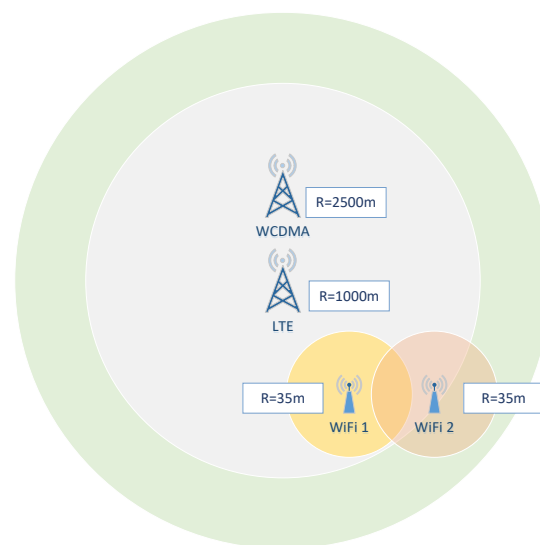 R=2500m
WCDMA
R=1000m
LTE
R=35m
R=35m
WiFi 1
WiFi 2